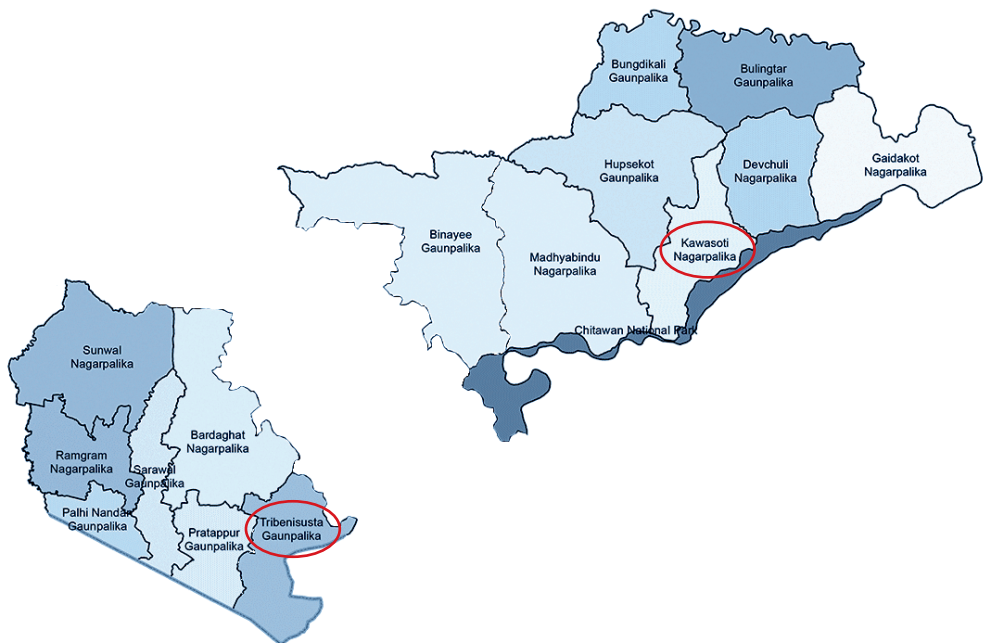 Bungdikali
Gaunpalika
Bulingtar
Gaunpalika
Hupsekot
Gaunpalika
Devchuli
Nagarpalika
Gaidakot
Nagarpalika
Binayee
Gaunpalika
Madhyabindu
Nagarpalika
Kawasoti
Nagarpalika
Chitawan National Park
Sunwal
Nagarpalika
Bardaghat
Nagarpalika
Ramgram
Nagarpalika
Sarawal
Gaunpalika
Palhi Nandan
Gaunpalika
Pratappur
Gaunpalika
Tribenisusta
Gaunpalika